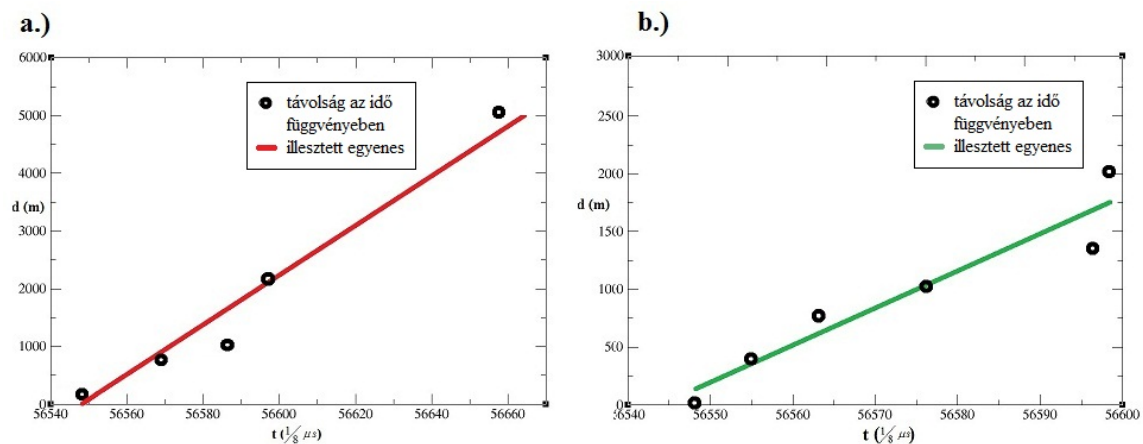 a.)
6000
5000
4000
d (m)
3000
2000
1000
0
56540 56560 56580 56600 56620 56640 56660
t (1/8 μs)
távolság az idő
függvényeben
illesztett egyenes
b.)
3000
2500
2000
d (m)
1500
1000
500
0
56540 56550 56560 56570 56580 56590 56600
t (1/8 μs)
távolság az idő
függvényeben
illesztett egyenes